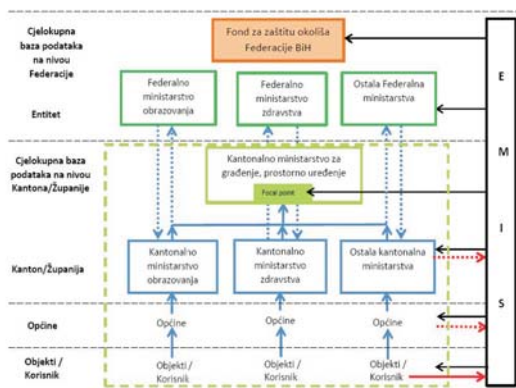 Cjelokupna
baza podataka
na nivou
Federacije
Fond za zaštitu okoliša
Federacije BiH
E
Entitet
Federalno
ministarstvo
obrazovanja
Federalno
ministarstvo
zdravstva
Ostala Federalna
ministarstva
M
Cjelokupna baza
podataka na nivou
Kantona/Županije
Kantonalno ministarstvo za
građenje, prostorno uređenje
Focal point
I
Kanton/Županija
Kantonalno
ministarstvo
obrazovanja
Kantonalno
ministarstvo
zdravstva
Ostala kantonalna
ministarstva
S
Općine
Općine
Općine
Općine
Objekti /
Korisnik
Objekti/
Korisnik
Objekti/
Korisnik
Objekti/
Korisnik